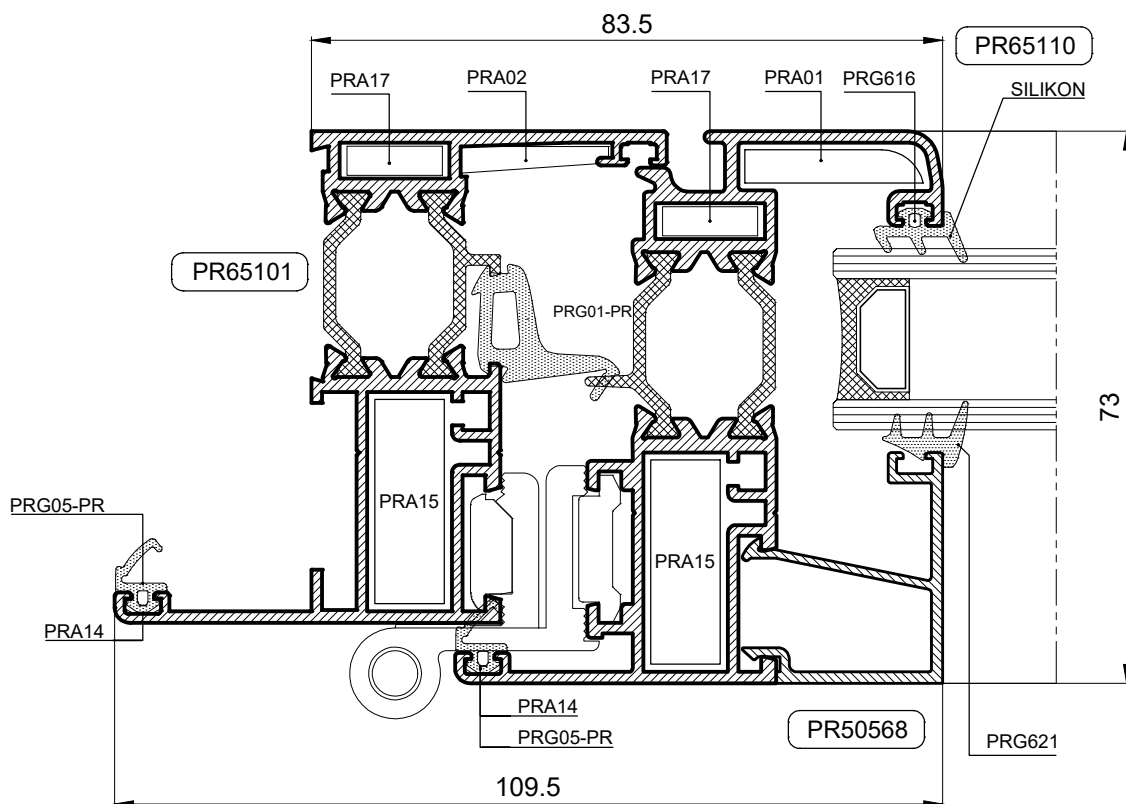 83.5
PR65110
PRA17
PRA02
PRA17
PRA01
PRG616
SILIKON
PR65101
PRG01-PR
73
PRG05-PR
PRA15
PRA15
PRA14
PRA14
PRG05-PR
PR50568
PRG621
109.5